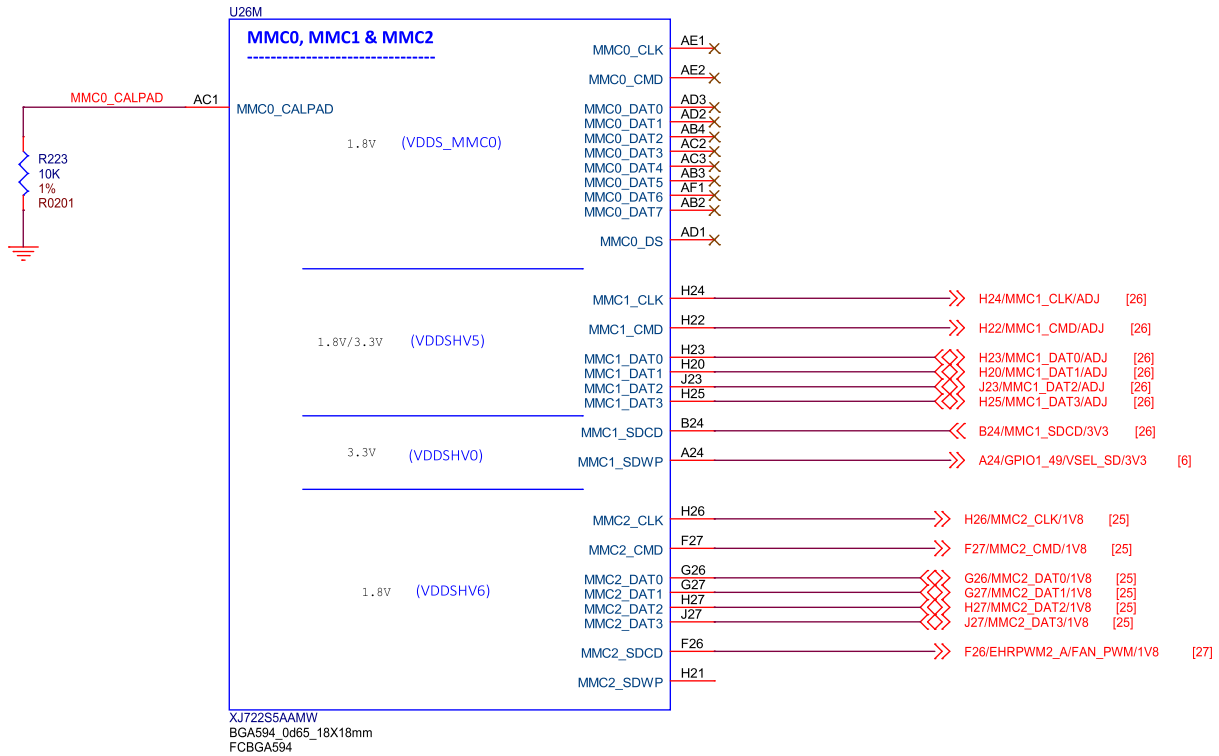 U26M
MMC0, MMC1 & MMC2
--------------------------------
MMC0_CALPAD AC1 MMC0_CALPAD
R223
10K
1%
R0201
1.8V (VDDS_MMC0)
MMC0_CLK AE1
MMC0_CMD AE2
MMC0_DAT0 AD3
MMC0_DAT1 AD2
MMC0_DAT2 AB4
MMC0_DAT3 AC2
MMC0_DAT4 AC3
MMC0_DAT5 AB3
MMC0_DAT6 AF1
MMC0_DAT7 AB2
MMC0_DS AD1
1.8V/3.3V (VDDSHV5)
MMC1_CLK H24 H24/MMC1_CLK/ADJ [26]
MMC1_CMD H22 H22/MMC1_CMD/ADJ [26]
MMC1_DAT0 H23 H23/MMC1_DAT0/ADJ [26]
MMC1_DAT1 H20 H20/MMC1_DAT1/ADJ [26]
MMC1_DAT2 J23 J23/MMC1_DAT2/ADJ [26]
MMC1_DAT3 H25 H25/MMC1_DAT3/ADJ [26]
3.3V (VDDSHV0)
MMC1_SDCD B24 B24/MMC1_SDCD/3V3 [26]
MMC1_SDWP A24 A24/GPIO1_49/VSEL_SD/3V3 [6]
1.8V (VDDSHV6)
MMC2_CLK H26 H26/MMC2_CLK/1V8 [25]
MMC2_CMD F27 F27/MMC2_CMD/1V8 [25]
MMC2_DAT0 G26 G26/MMC2_DAT0/1V8 [25]
MMC2_DAT1 G27 G27/MMC2_DAT1/1V8 [25]
MMC2_DAT2 H27 H27/MMC2_DAT2/1V8 [25]
MMC2_DAT3 J27 J27/MMC2_DAT3/1V8 [25]
MMC2_SDCD F26 F26/EHRPWM2_A/FAN_PWM/1V8 [27]
MMC2_SDWP H21
XJ722S5AAMW
BGA594_0d65_18X18mm
FCBGA594